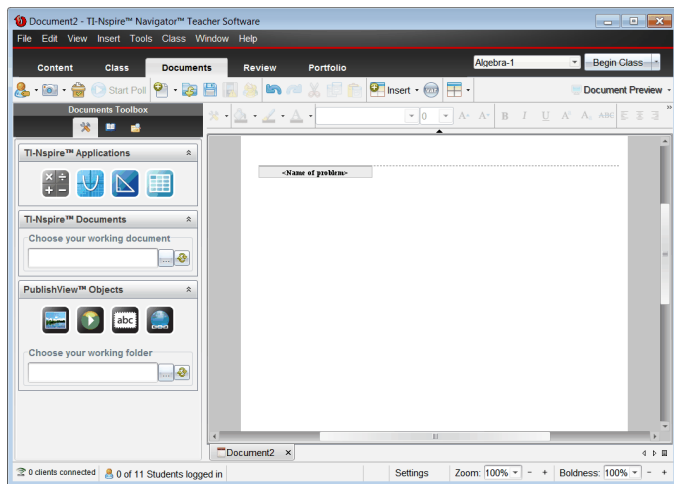 Document2 - TI-Nspire™ Navigator™ Teacher Software
File Edit View Insert Tools Class Window Help
Content Class Documents Review Portfolio Algebra-1 Begin Class
Start Poll Insert Document Preview
Documents Toolbox
0 A- A+ B I U ABC
TI-Nspire™ Applications
<Name of problem>
TI-Nspire™ Documents
Choose your working document
...
PublishView™ Objects
abc
Choose your working folder
...
Document2 x
0 clients connected 0 of 11 Students logged in Settings Zoom: 100% - + Boldness: 100% - +